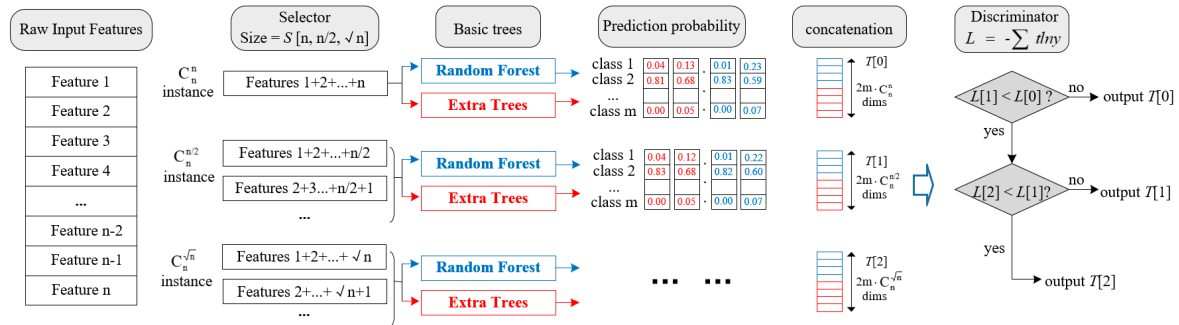 Raw Input Features
Feature 1
Feature 2
Feature 3
Feature 4
...
Feature n-2
Feature n-1
Feature n
Selector
Size = S [n, n/2, √n]
C_n^n
instance
Features 1+2+...+n
C_n^{n/2}
instance
Features 1+2+...+n/2
Features 2+3...+n/2+1
...
C_n^{√n}
instance
Features 1+2+...+ √n
Features 2+...+ √n+1
...
Basic trees
Random Forest
Extra Trees
Random Forest
Extra Trees
Random Forest
Extra Trees
Prediction probability
class 1 0.04 0.13 . 0.01 0.23
class 2 0.81 0.68 . 0.83 0.59
...
class m 0.00 0.05 . 0.00 0.07
class 1 0.04 0.12 . 0.01 0.22
class 2 0.83 0.68 . 0.82 0.60
...
class m 0.00 0.05 . 0.00 0.07
... ...
concatenation
T[0]
2m·C_n^n
dims
T[1]
2m·C_n^{n/2}
dims
T[2]
2m·C_n^{√n}
dims
Discriminator
L = -∑ tlny
L[1] < L[0] ?
no
output T[0]
yes
L[2] < L[1]?
no
output T[1]
yes
output T[2]